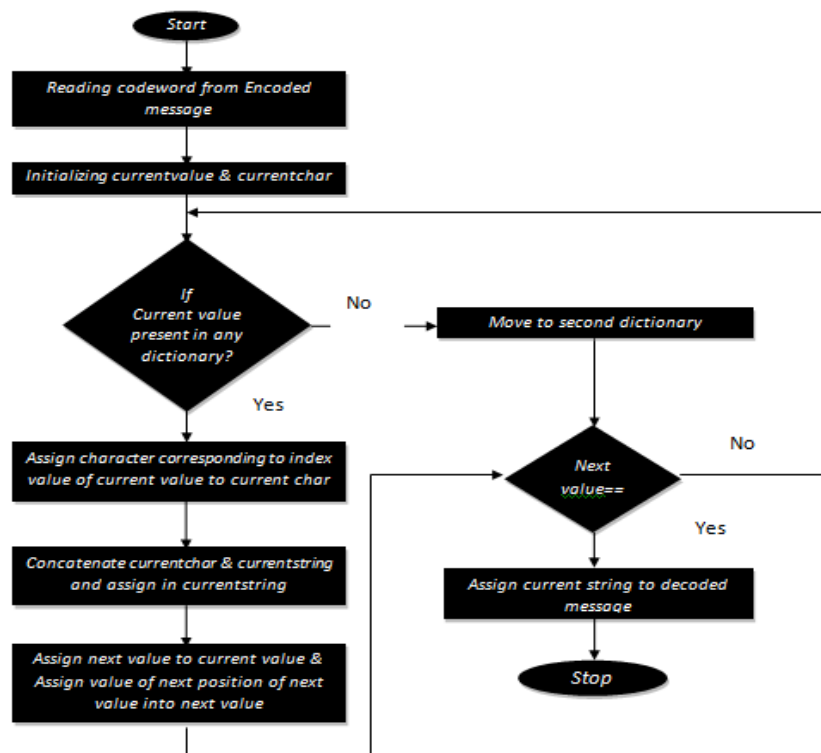 Start
Reading codeword from Encoded
message
Initializing currentvalue & currentchar
If
Current value
present in any
dictionary?
No
Move to second dictionary
Yes
Assign character corresponding to index
value of current value to current char
Next
value==
No
Yes
Concatenate currentchar & currentstring
and assign in currentstring
Assign current string to decoded
message
Assign next value to current value &
Assign value of next position of next
value into next value
Stop